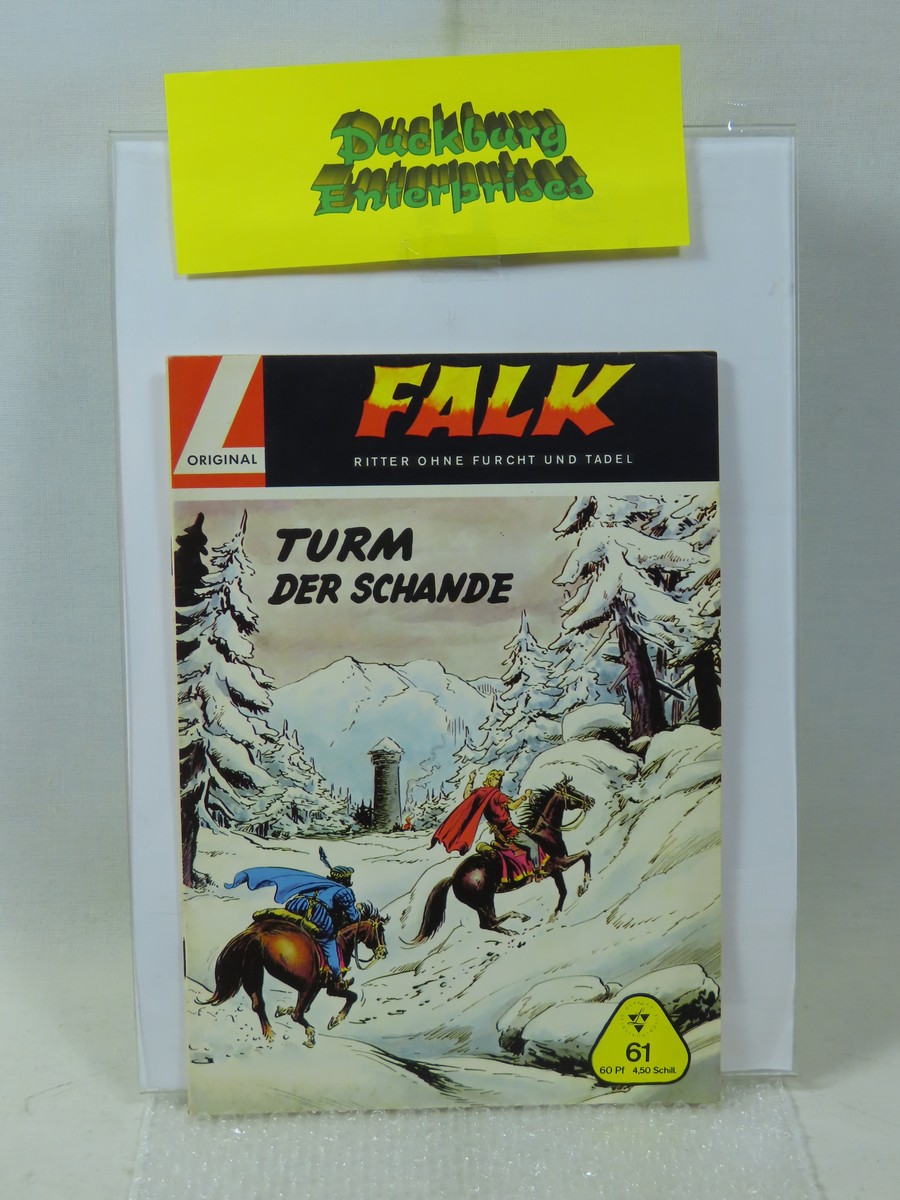 Duckburg
Enterprises
ORIGINAL
FALK
RITTER OHNE FURCHT UND TADEL
TURM
DER SCHANDE
61
60 Pf 4,50 Schill.